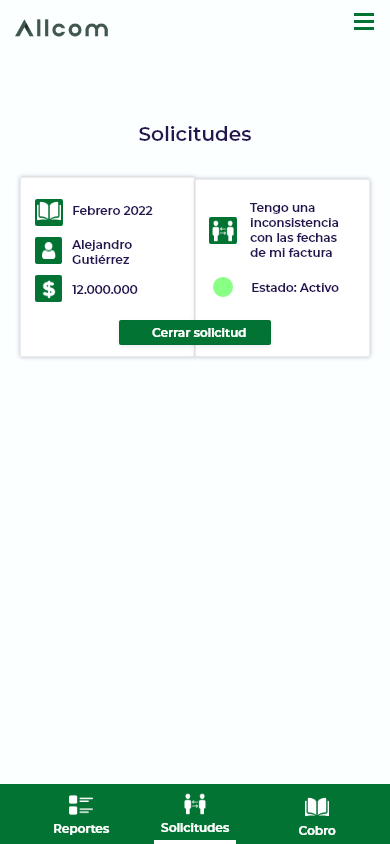 Allcom
Solicitudes
Febrero 2022
Alejandro
Gutiérrez
12.000.000
Tengo una
inconsistencia
con las fechas
de mi factura
Estado: Activo
Cerrar solicitud
Reportes
Solicitudes
Cobro